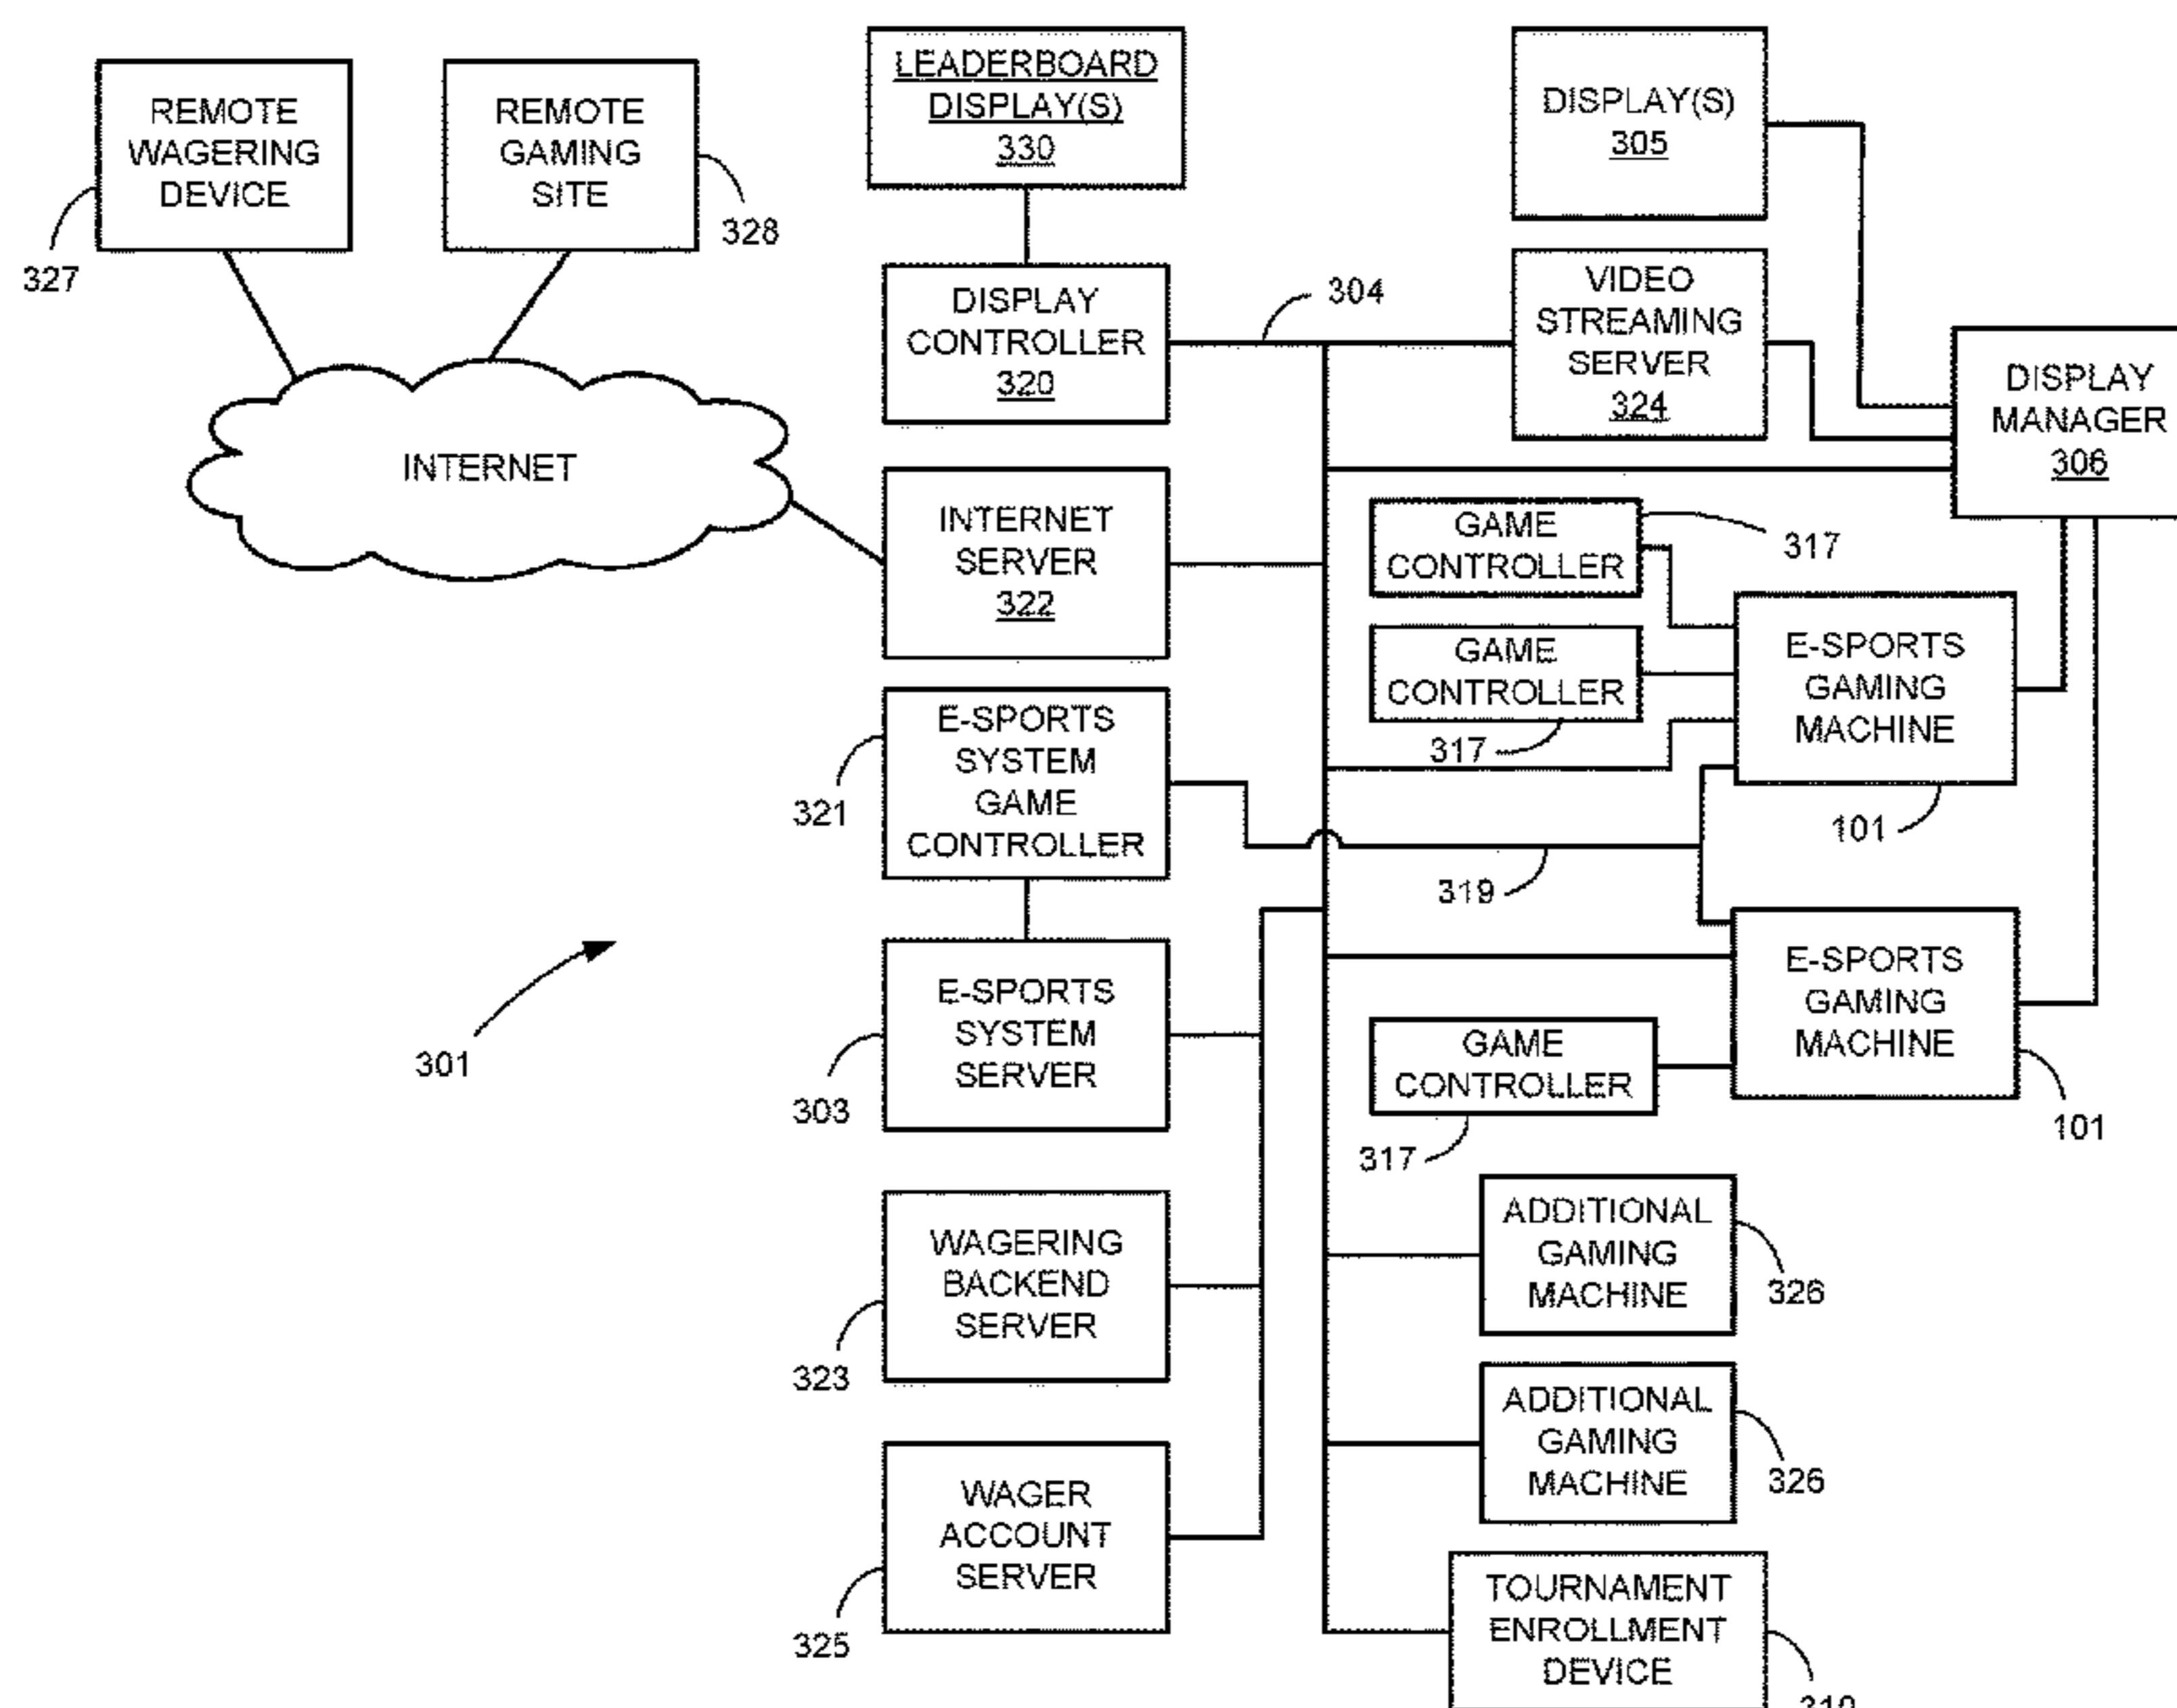 REMOTE
WAGERING
DEVICE
327
REMOTE
GAMING
SITE
328
LEADERBOARD
DISPLAY(S)
330
DISPLAY(S)
305
DISPLAY
CONTROLLER
320
304
VIDEO
STREAMING
SERVER
324
DISPLAY
MANAGER
306
INTERNET
INTERNET
SERVER
322
GAME
CONTROLLER
317
GAME
CONTROLLER
317
E-SPORTS
GAMING
MACHINE
101
E-SPORTS
SYSTEM
GAME
CONTROLLER
321
319
E-SPORTS
SYSTEM
SERVER
303
301
E-SPORTS
GAMING
MACHINE
101
GAME
CONTROLLER
317
WAGERING
BACKEND
SERVER
323
ADDITIONAL
GAMING
MACHINE
326
ADDITIONAL
GAMING
MACHINE
326
WAGER
ACCOUNT
SERVER
325
TOURNAMENT
ENROLLMENT
DEVICE